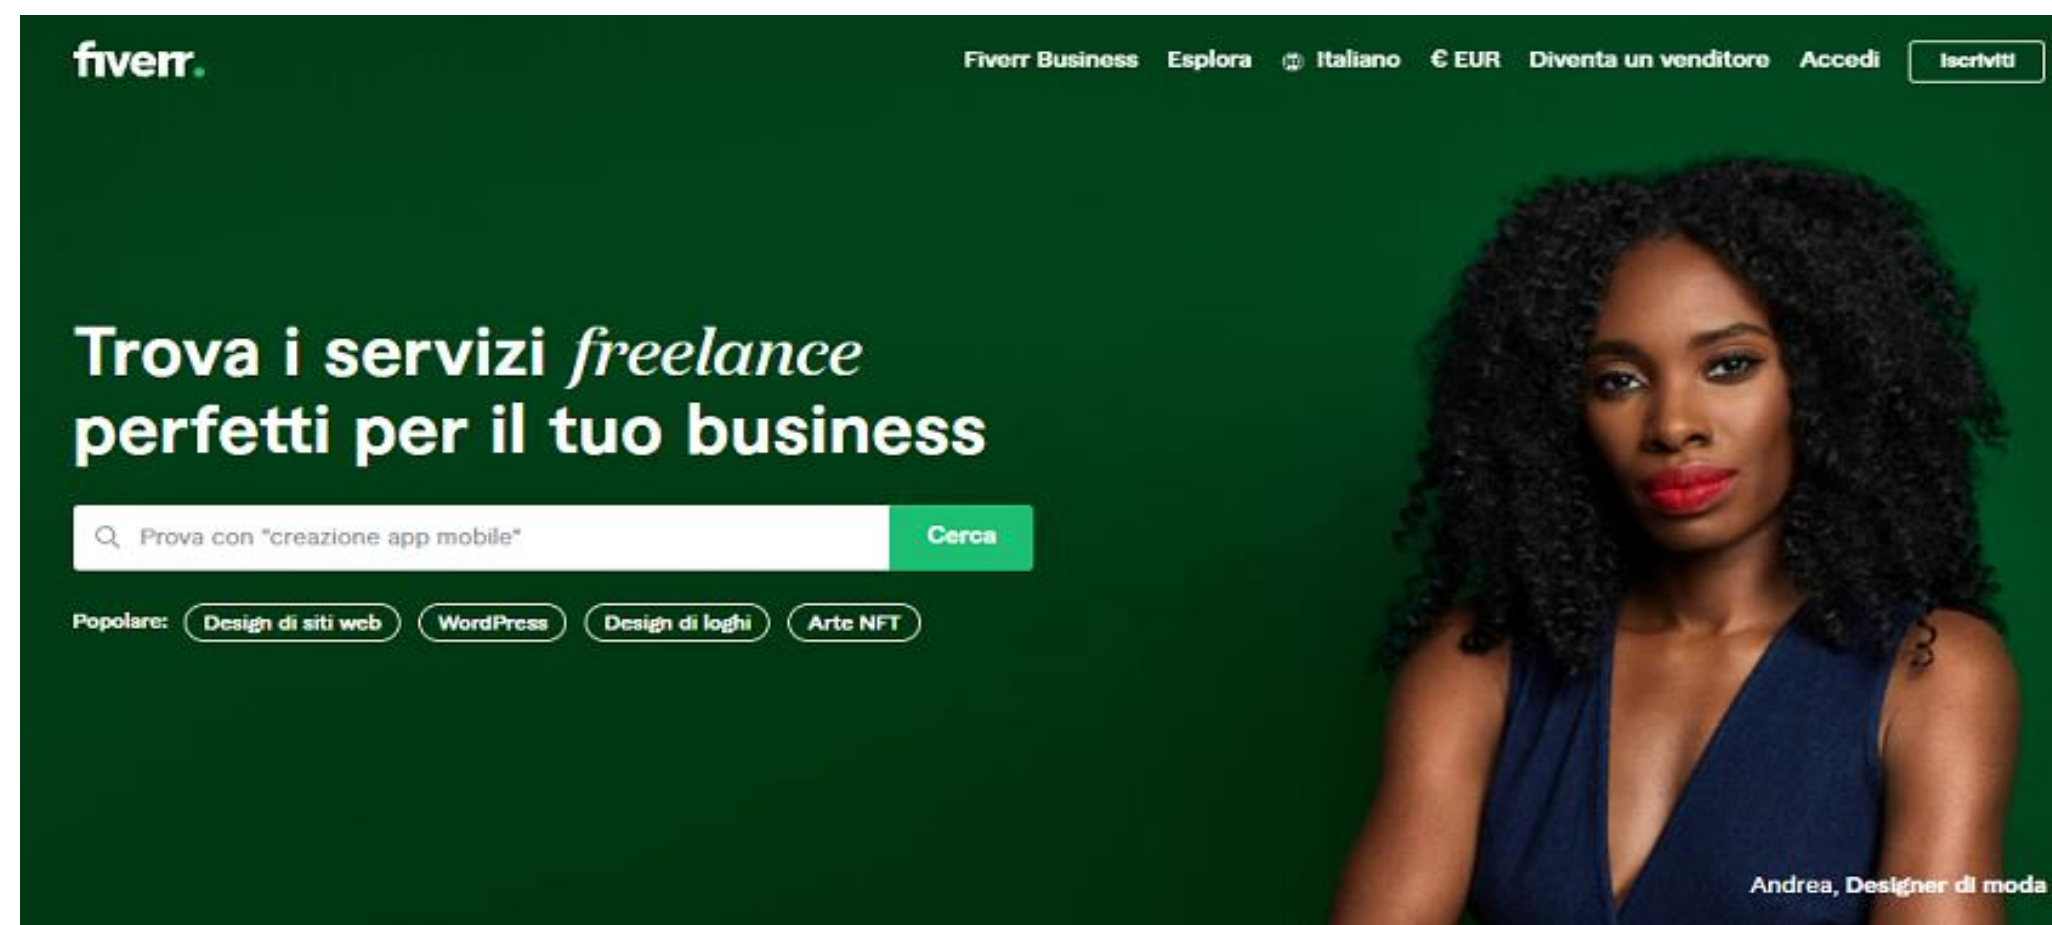 fiverr.
Fiverr Business Esplora Italiano € EUR Diventa un venditore Accedi Iscriviti
Trova i servizi freelance
perfetti per il tuo business
Prova con "creazione app mobile"
Cerca
Popolare: Design di siti web WordPress Design di loghi Arte NFT
Andrea, Designer di moda